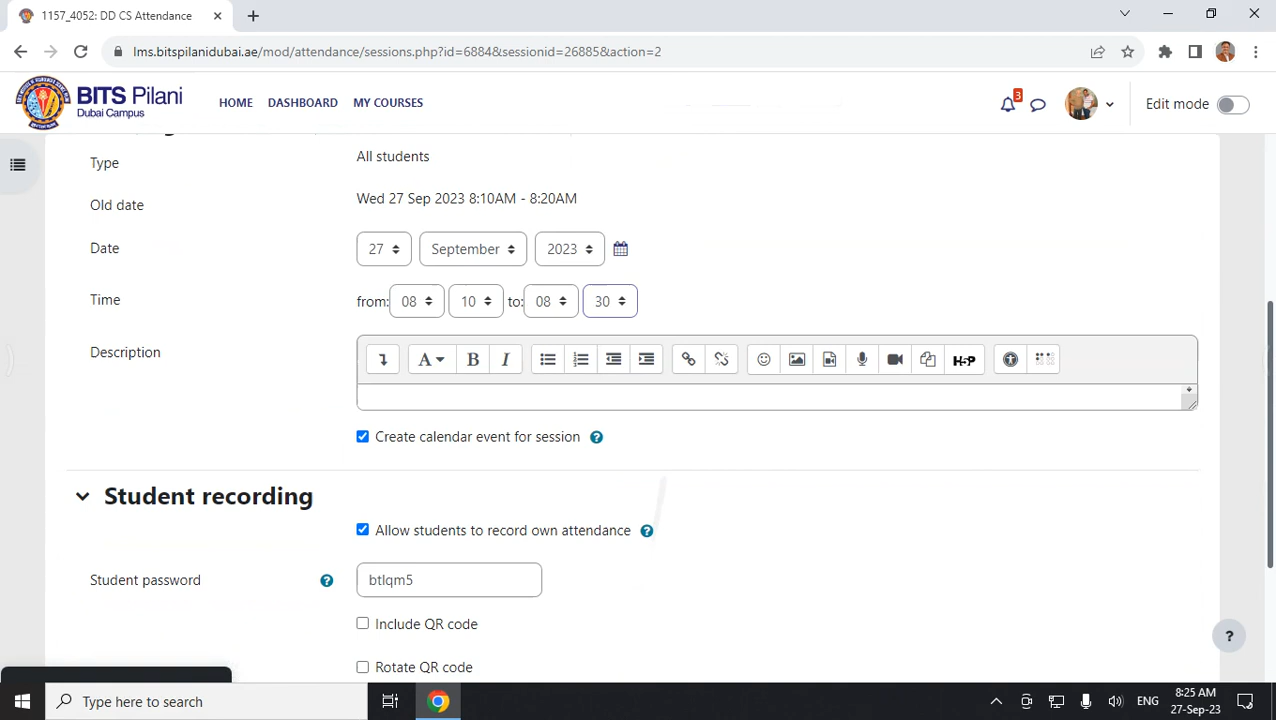 1157_4052: DD CS Attendance
lms.bitspilanidubai.ae/mod/attendance/sessions.php?id=6884&sessionid=26885&action=2
BITS Pilani
Dubai Campus
HOME DASHBOARD MY COURSES
3
Edit mode
Type All students
Old date Wed 27 Sep 2023 8:10AM - 8:20AM
Date 27 September 2023
Time from: 08 10 to: 08 30
Description
A B I H-P
Create calendar event for session ?
Student recording
Allow students to record own attendance ?
Student password ? btlqm5
Include QR code
Rotate QR code
?
Type here to search
ENG
8:25 AM
27-Sep-23